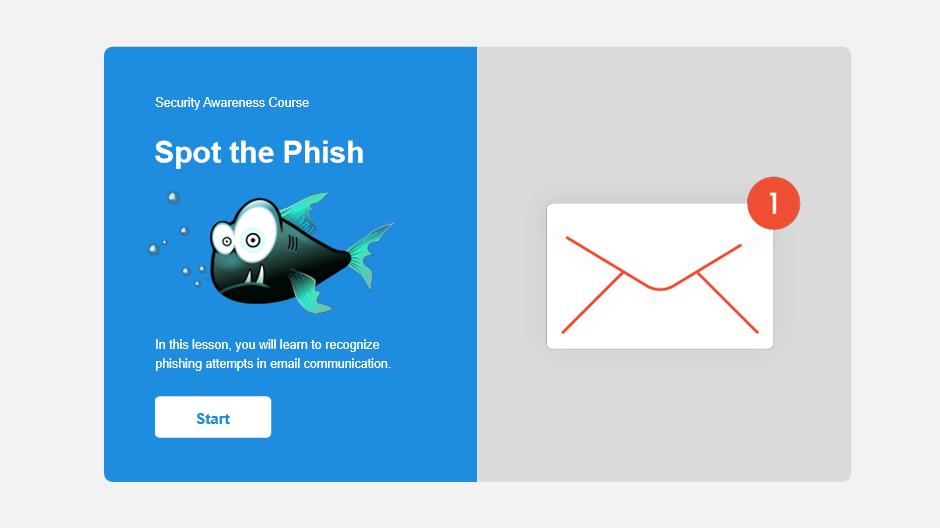 Security Awareness Course
Spot the Phish
In this lesson, you will learn to recognize
phishing attempts in email communication.
Start
1